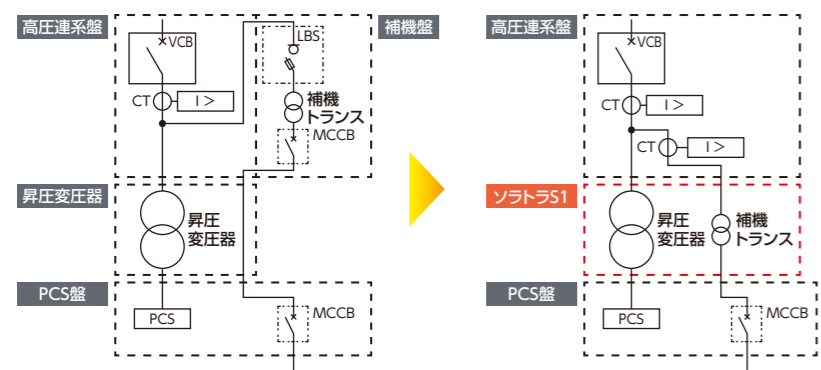 高圧連系盤
VCB
CT
I >
LBS
補機盤
補機
トランス
MCCB
昇圧変圧器
昇圧
変圧器
PCS盤
PCS
MCCB
高圧連系盤
VCB
CT
I >
CT
I >
ソラトラS1
昇圧
変圧器
補機
トランス
PCS盤
PCS
MCCB